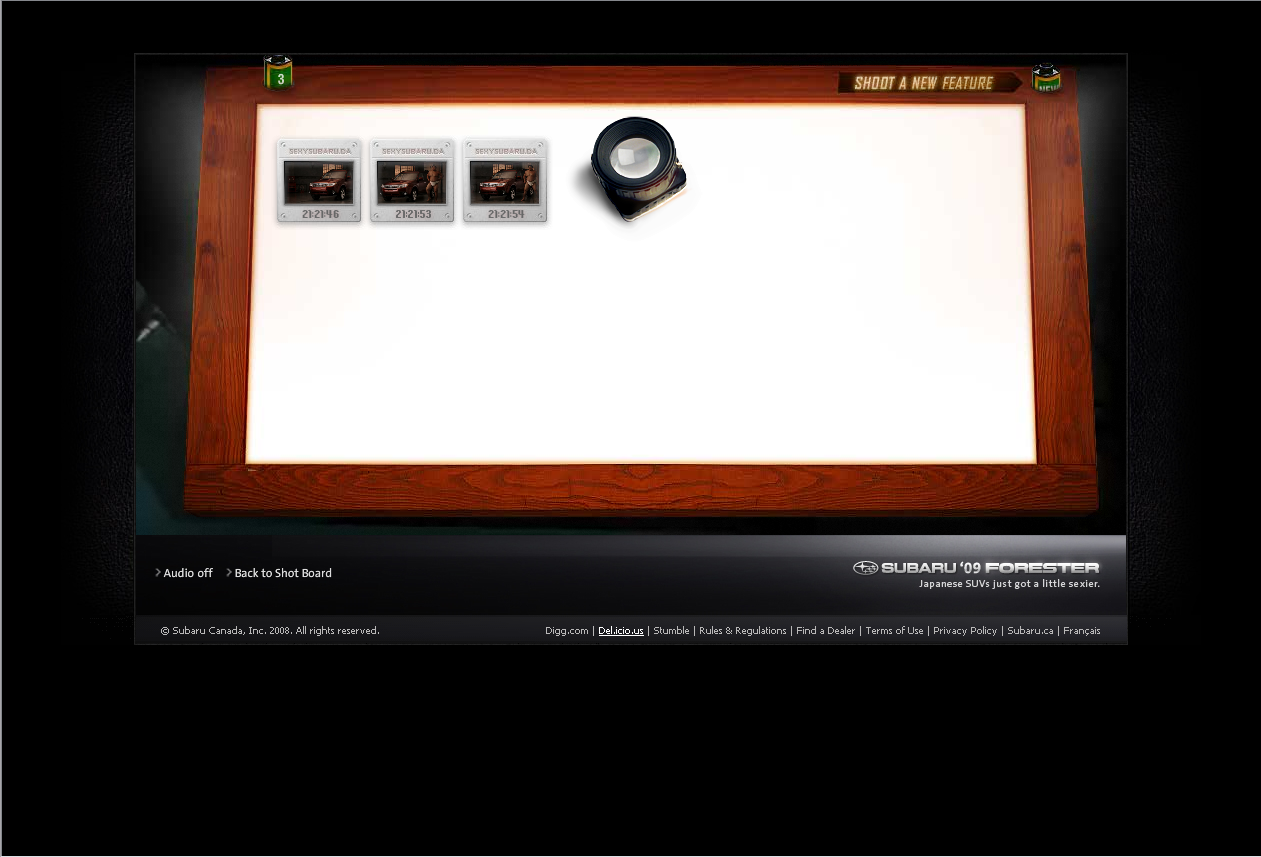 3
SHOOT A NEW FEATURE
NEW
SEXYSUBARU.CA
SEXYSUBARU.CA
SEXYSUBARU.CA
21:21:46
21:21:53
21:21:54
Audio off
Back to Shot Board
SUBARU '09 FORESTER
Japanese SUVs just got a little sexier.
© Subaru Canada, Inc. 2008. All rights reserved.
Digg.com | Del.icio.us | Stumble | Rules & Regulations | Find a Dealer | Terms of Use | Privacy Policy | Subaru.ca | Français